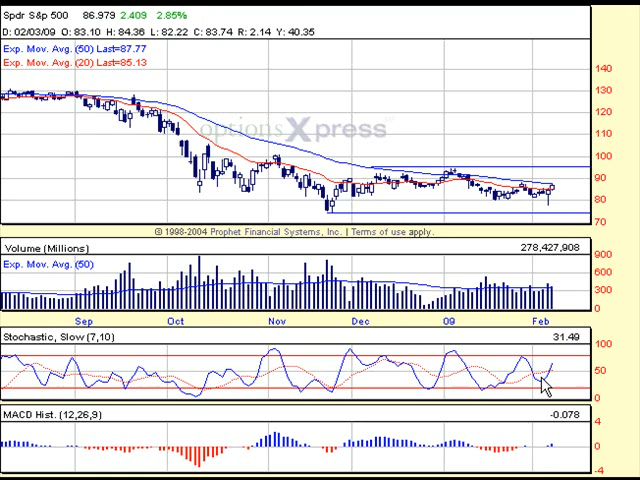 Spdr S&P 500 86.979 2.409 2.85%
D: 02/03/09 O: 83.10 H: 84.36 L: 82.22 C: 83.74 R: 2.14 Y: 40.35
Exp. Mov. Avg. (50) Last=87.77
Exp. Mov. Avg. (20) Last=85.13
optionsXpress
140
130
120
110
100
90
80
70
© 1998-2004 Prophet Financial Systems, Inc. | Terms of use apply.
Volume (Millions) 278,427,908
Exp. Mov. Avg. (50)
900
600
300
0
Sep Oct Nov Dec 09 Feb
Stochastic, Slow (7,10) 31.49
100
50
0
MACD Hist. (12,26,9) -0.078
4
0
-4